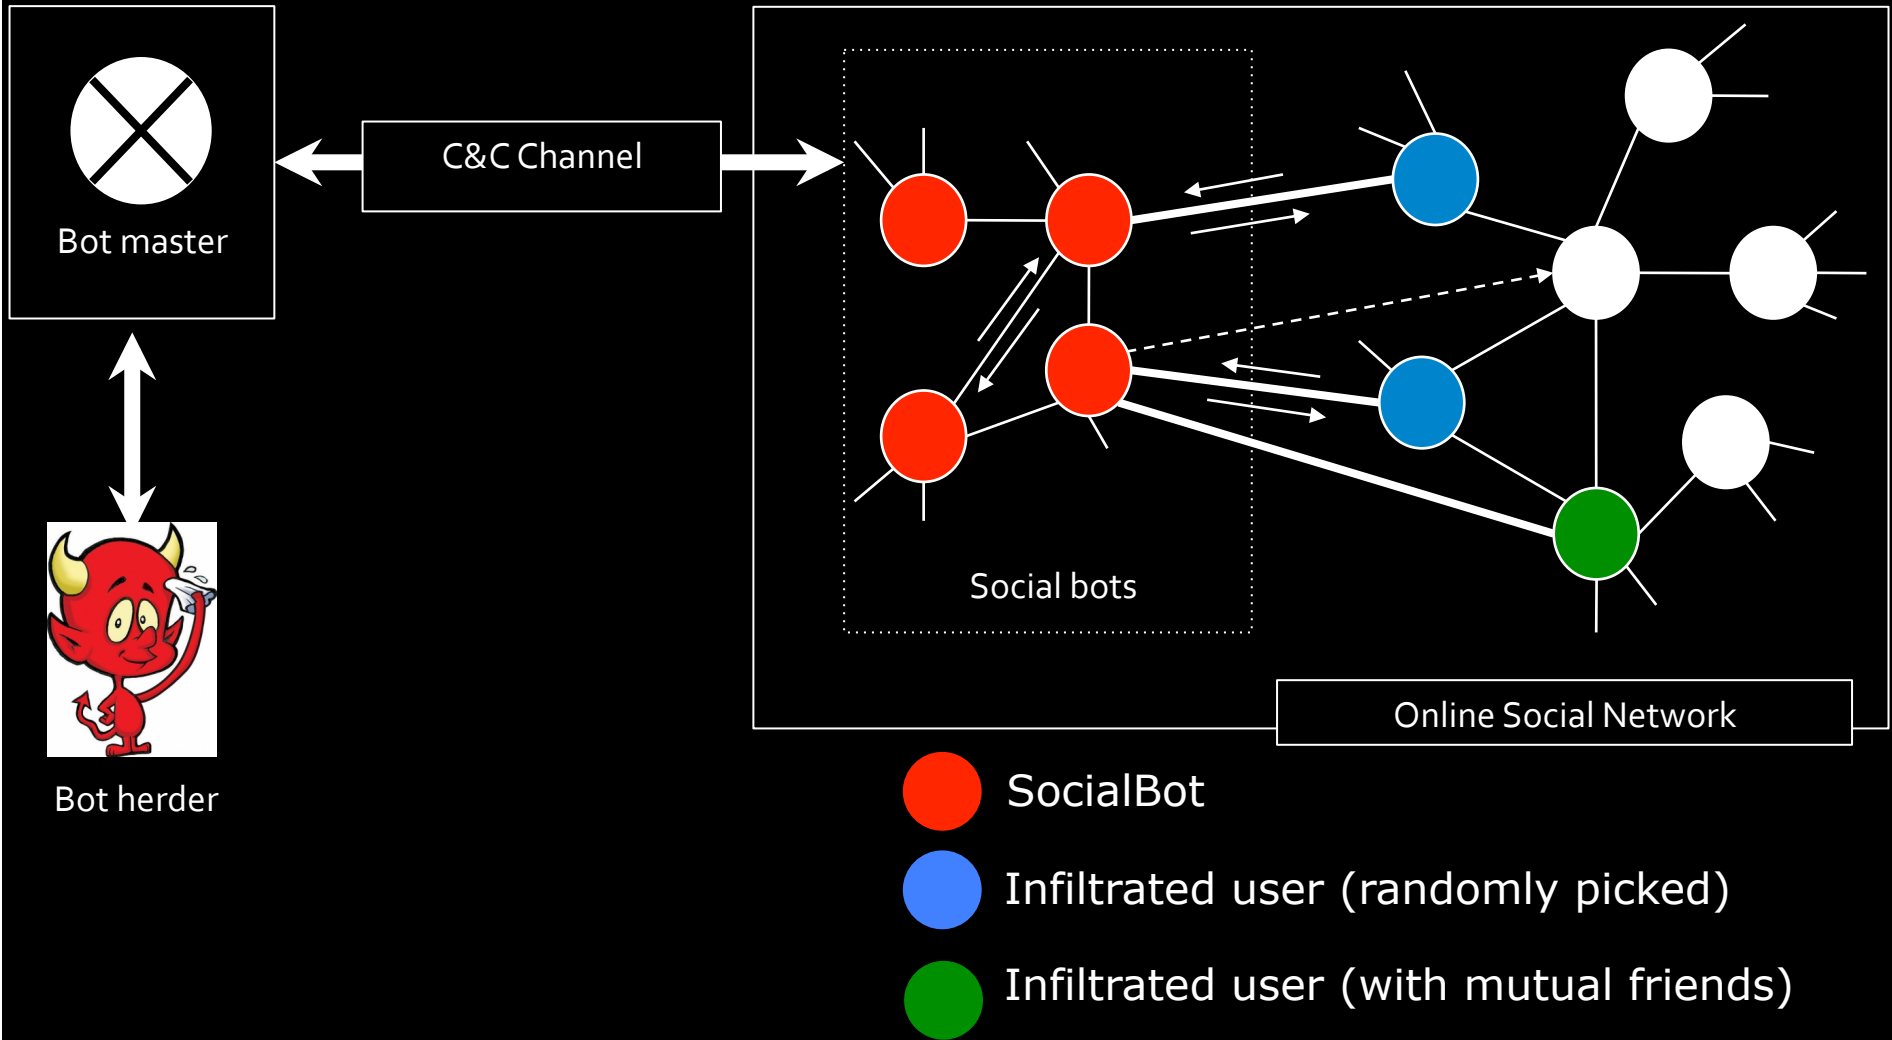 C&C Channel
Bot master
Social bots
Online Social Network
Bot herder
SocialBot
Infiltrated user (randomly picked)
Infiltrated user (with mutual friends)